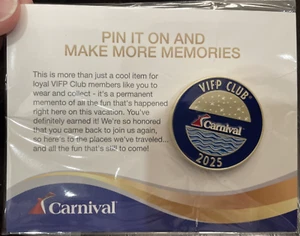 PIN IT ON AND
MAKE MORE MEMORIES
This is more than just a cool item for
loyal VIFP Club members like you to
wear and collect - it's a permanent
memento of all the fun that's happened
right here on this vacation. You've
definitely earned it! We're so honored
that you came back to join us again,
so here's to the places we've traveled...
and all the fun that's still to come!
VIFP CLUB®
Carnival
2025
Carnival®